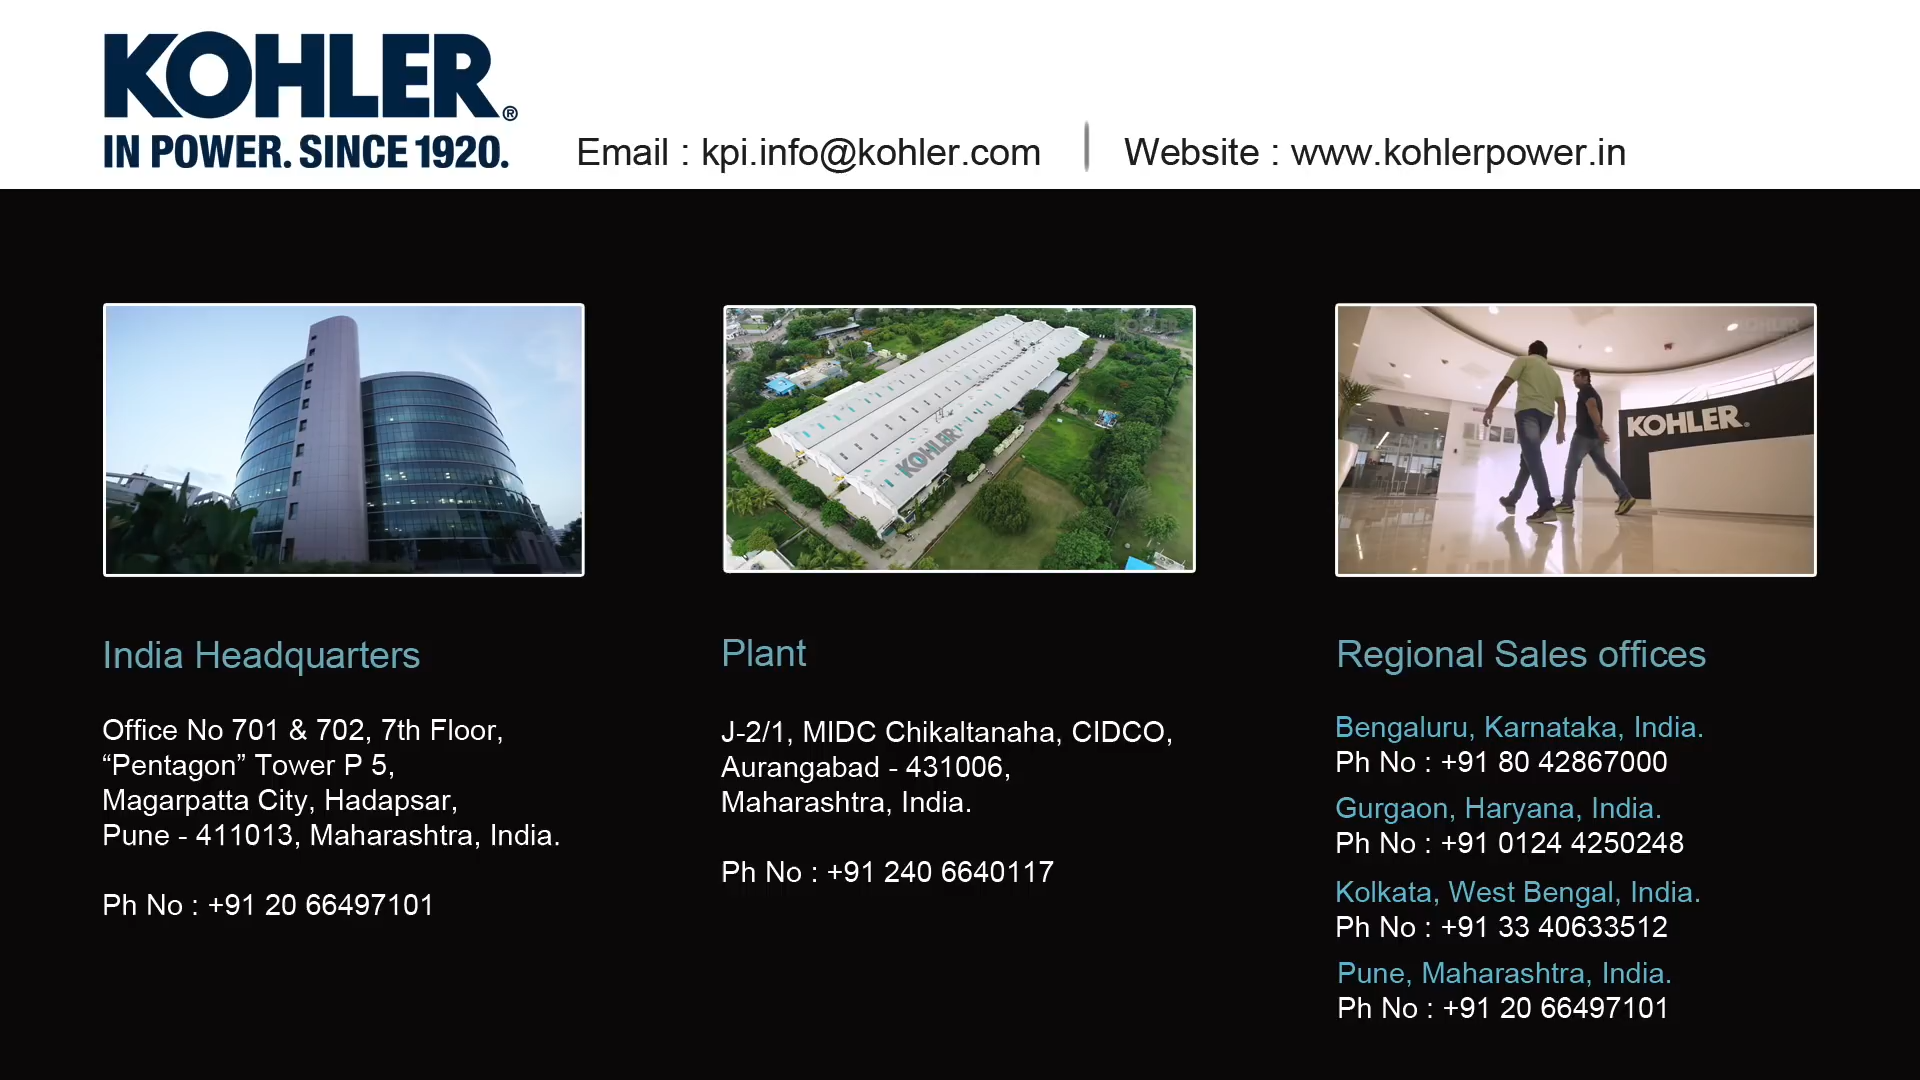 KOHLER®
IN POWER. SINCE 1920.
Email : kpi.info@kohler.com
Website : www.kohlerpower.in
KOHLER
KOHLER
KOHLER
KOHLER®
India Headquarters
Office No 701 & 702, 7th Floor,
“Pentagon” Tower P 5,
Magarpatta City, Hadapsar,
Pune - 411013, Maharashtra, India.
Ph No : +91 20 66497101
Plant
J-2/1, MIDC Chikaltanaha, CIDCO,
Aurangabad - 431006,
Maharashtra, India.
Ph No : +91 240 6640117
Regional Sales offices
Bengaluru, Karnataka, India.
Ph No : +91 80 42867000
Gurgaon, Haryana, India.
Ph No : +91 0124 4250248
Kolkata, West Bengal, India.
Ph No : +91 33 40633512
Pune, Maharashtra, India.
Ph No : +91 20 66497101